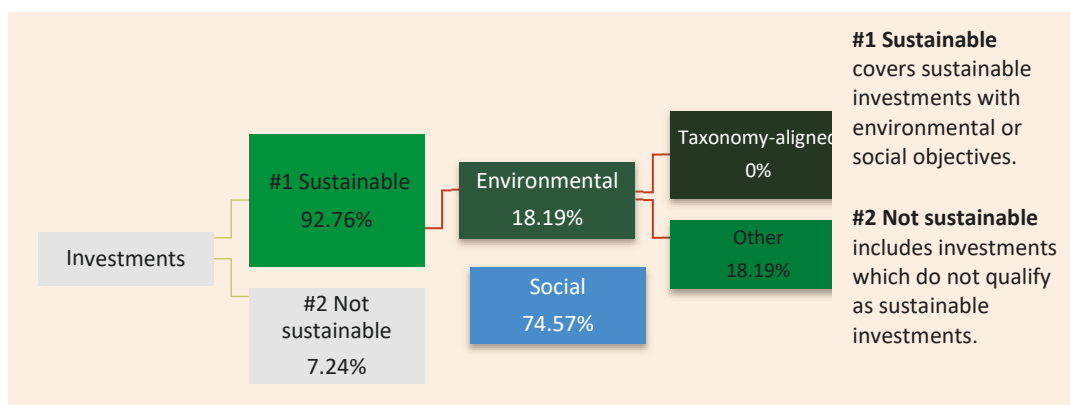 Investments
#1 Sustainable
92.76%
#2 Not
sustainable
7.24%
Environmental
18.19%
Social
74.57%
Taxonomy-aligned
0%
Other
18.19%
#1 Sustainable
covers sustainable
investments with
environmental or
social objectives.
#2 Not sustainable
includes investments
which do not qualify
as sustainable
investments.